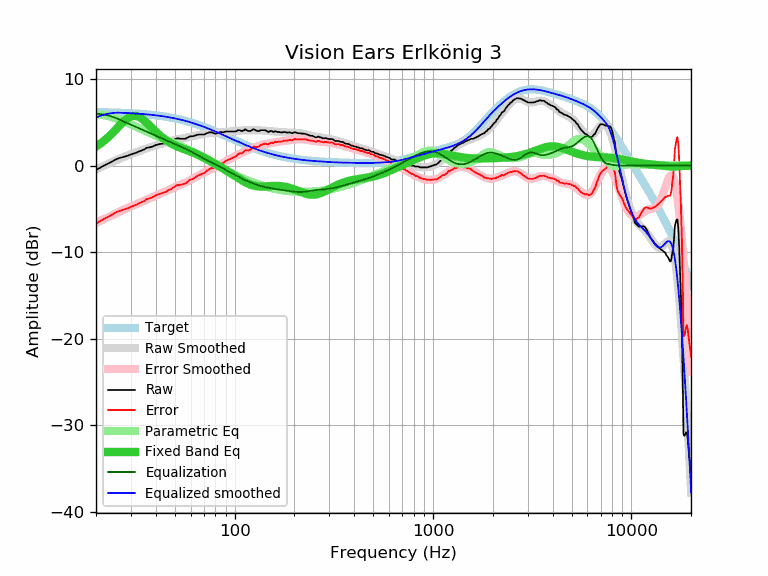 Vision Ears Erlkönig 3
10
0
−10
−20
−30
−40
Amplitude (dBr)
Target
Raw Smoothed
Error Smoothed
Raw
Error
Parametric Eq
Fixed Band Eq
Equalization
Equalized smoothed
100
1000
10000
Frequency (Hz)